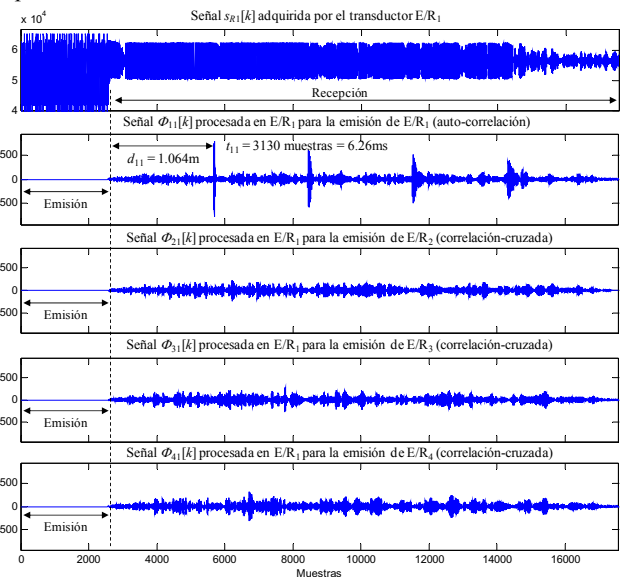 Señal sR1[k] adquirida por el transductor E/R1
x 10^4
6
5
4
Recepción
Señal Φ11[k] procesada en E/R1 para la emisión de E/R1 (auto-correlación)
500
0
500
t11 = 3130 muestras = 6.26ms
d11 = 1.064m
Emisión
Señal Φ21[k] procesada en E/R1 para la emisión de E/R2 (correlación-cruzada)
500
0
500
Emisión
Señal Φ31[k] procesada en E/R1 para la emisión de E/R3 (correlación-cruzada)
500
0
500
Emisión
Señal Φ41[k] procesada en E/R1 para la emisión de E/R4 (correlación-cruzada)
500
0
500
Emisión
0 2000 4000 6000 8000 10000 12000 14000 16000
Muestras